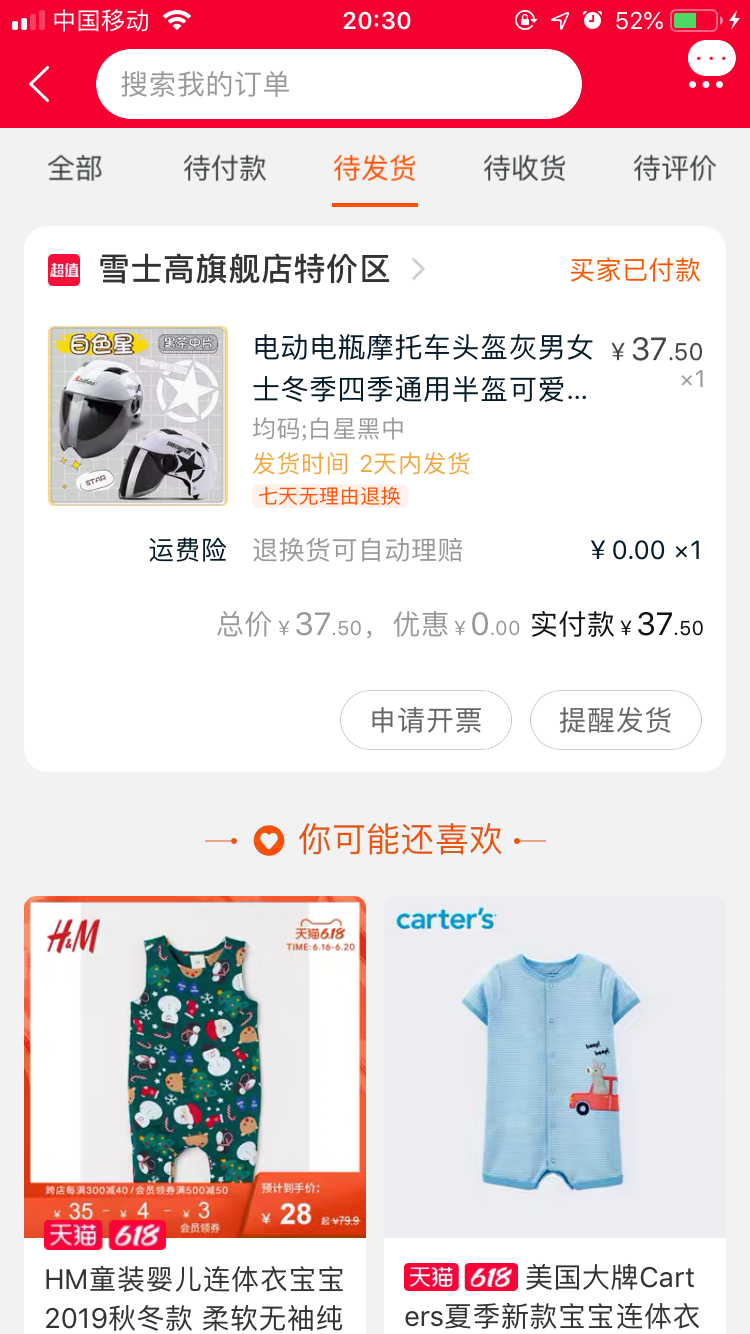 中国移动
20:30
52%
搜索我的订单
全部
待付款
待发货
待收货
待评价
超值
雪士高旗舰店特价区
买家已付款
白色星
黑茶中片
STAR
电动电瓶摩托车头盔灰男女
士冬季四季通用半盔可爱...
¥37.50
×1
均码;白星黑中
发货时间 2天内发货
七天无理由退换
运费险
退换货可自动理赔
¥0.00 ×1
总价¥37.50，优惠¥0.00 实付款¥37.50
申请开票
提醒发货
你可能还喜欢
H&M
天猫6.18
TIME:6.16-6.20
跨店每满300减40/会员领券满500减50
¥ 35 - ¥ 4 - ¥ 3
会员领券
预计到手价:
¥ 28 起¥79.9
天猫 618
HM童装婴儿连体衣宝宝
2019秋冬款 柔软无袖纯
carter's
beep!
beep!
天猫 618 美国大牌Cart
ers夏季新款宝宝连体衣